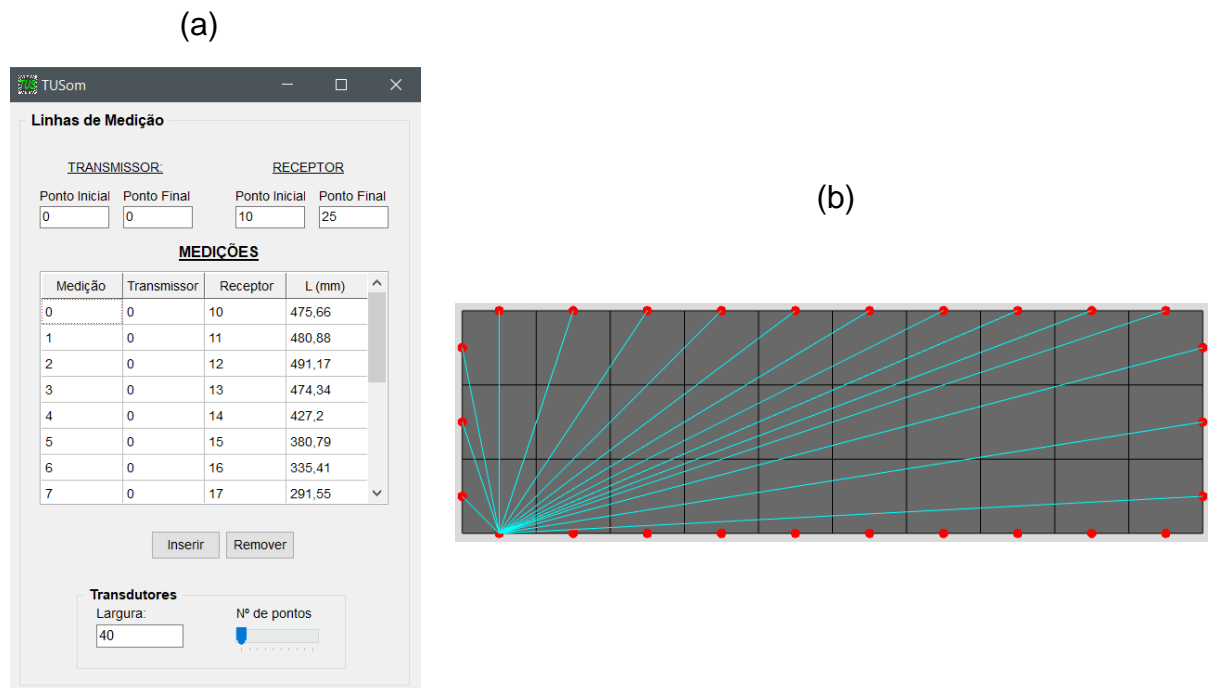 (a)
TUS TUSom
Linhas de Medição
TRANSMISSOR: RECEPTOR
Ponto Inicial Ponto Final Ponto Inicial Ponto Final
0 0 10 25
MEDIÇÕES
Medição Transmissor Receptor L (mm)
0 0 10 475,66
1 0 11 480,88
2 0 12 491,17
3 0 13 474,34
4 0 14 427,2
5 0 15 380,79
6 0 16 335,41
7 0 17 291,55
Inserir Remover
Transdutores
Largura: Nº de pontos
40
(b)